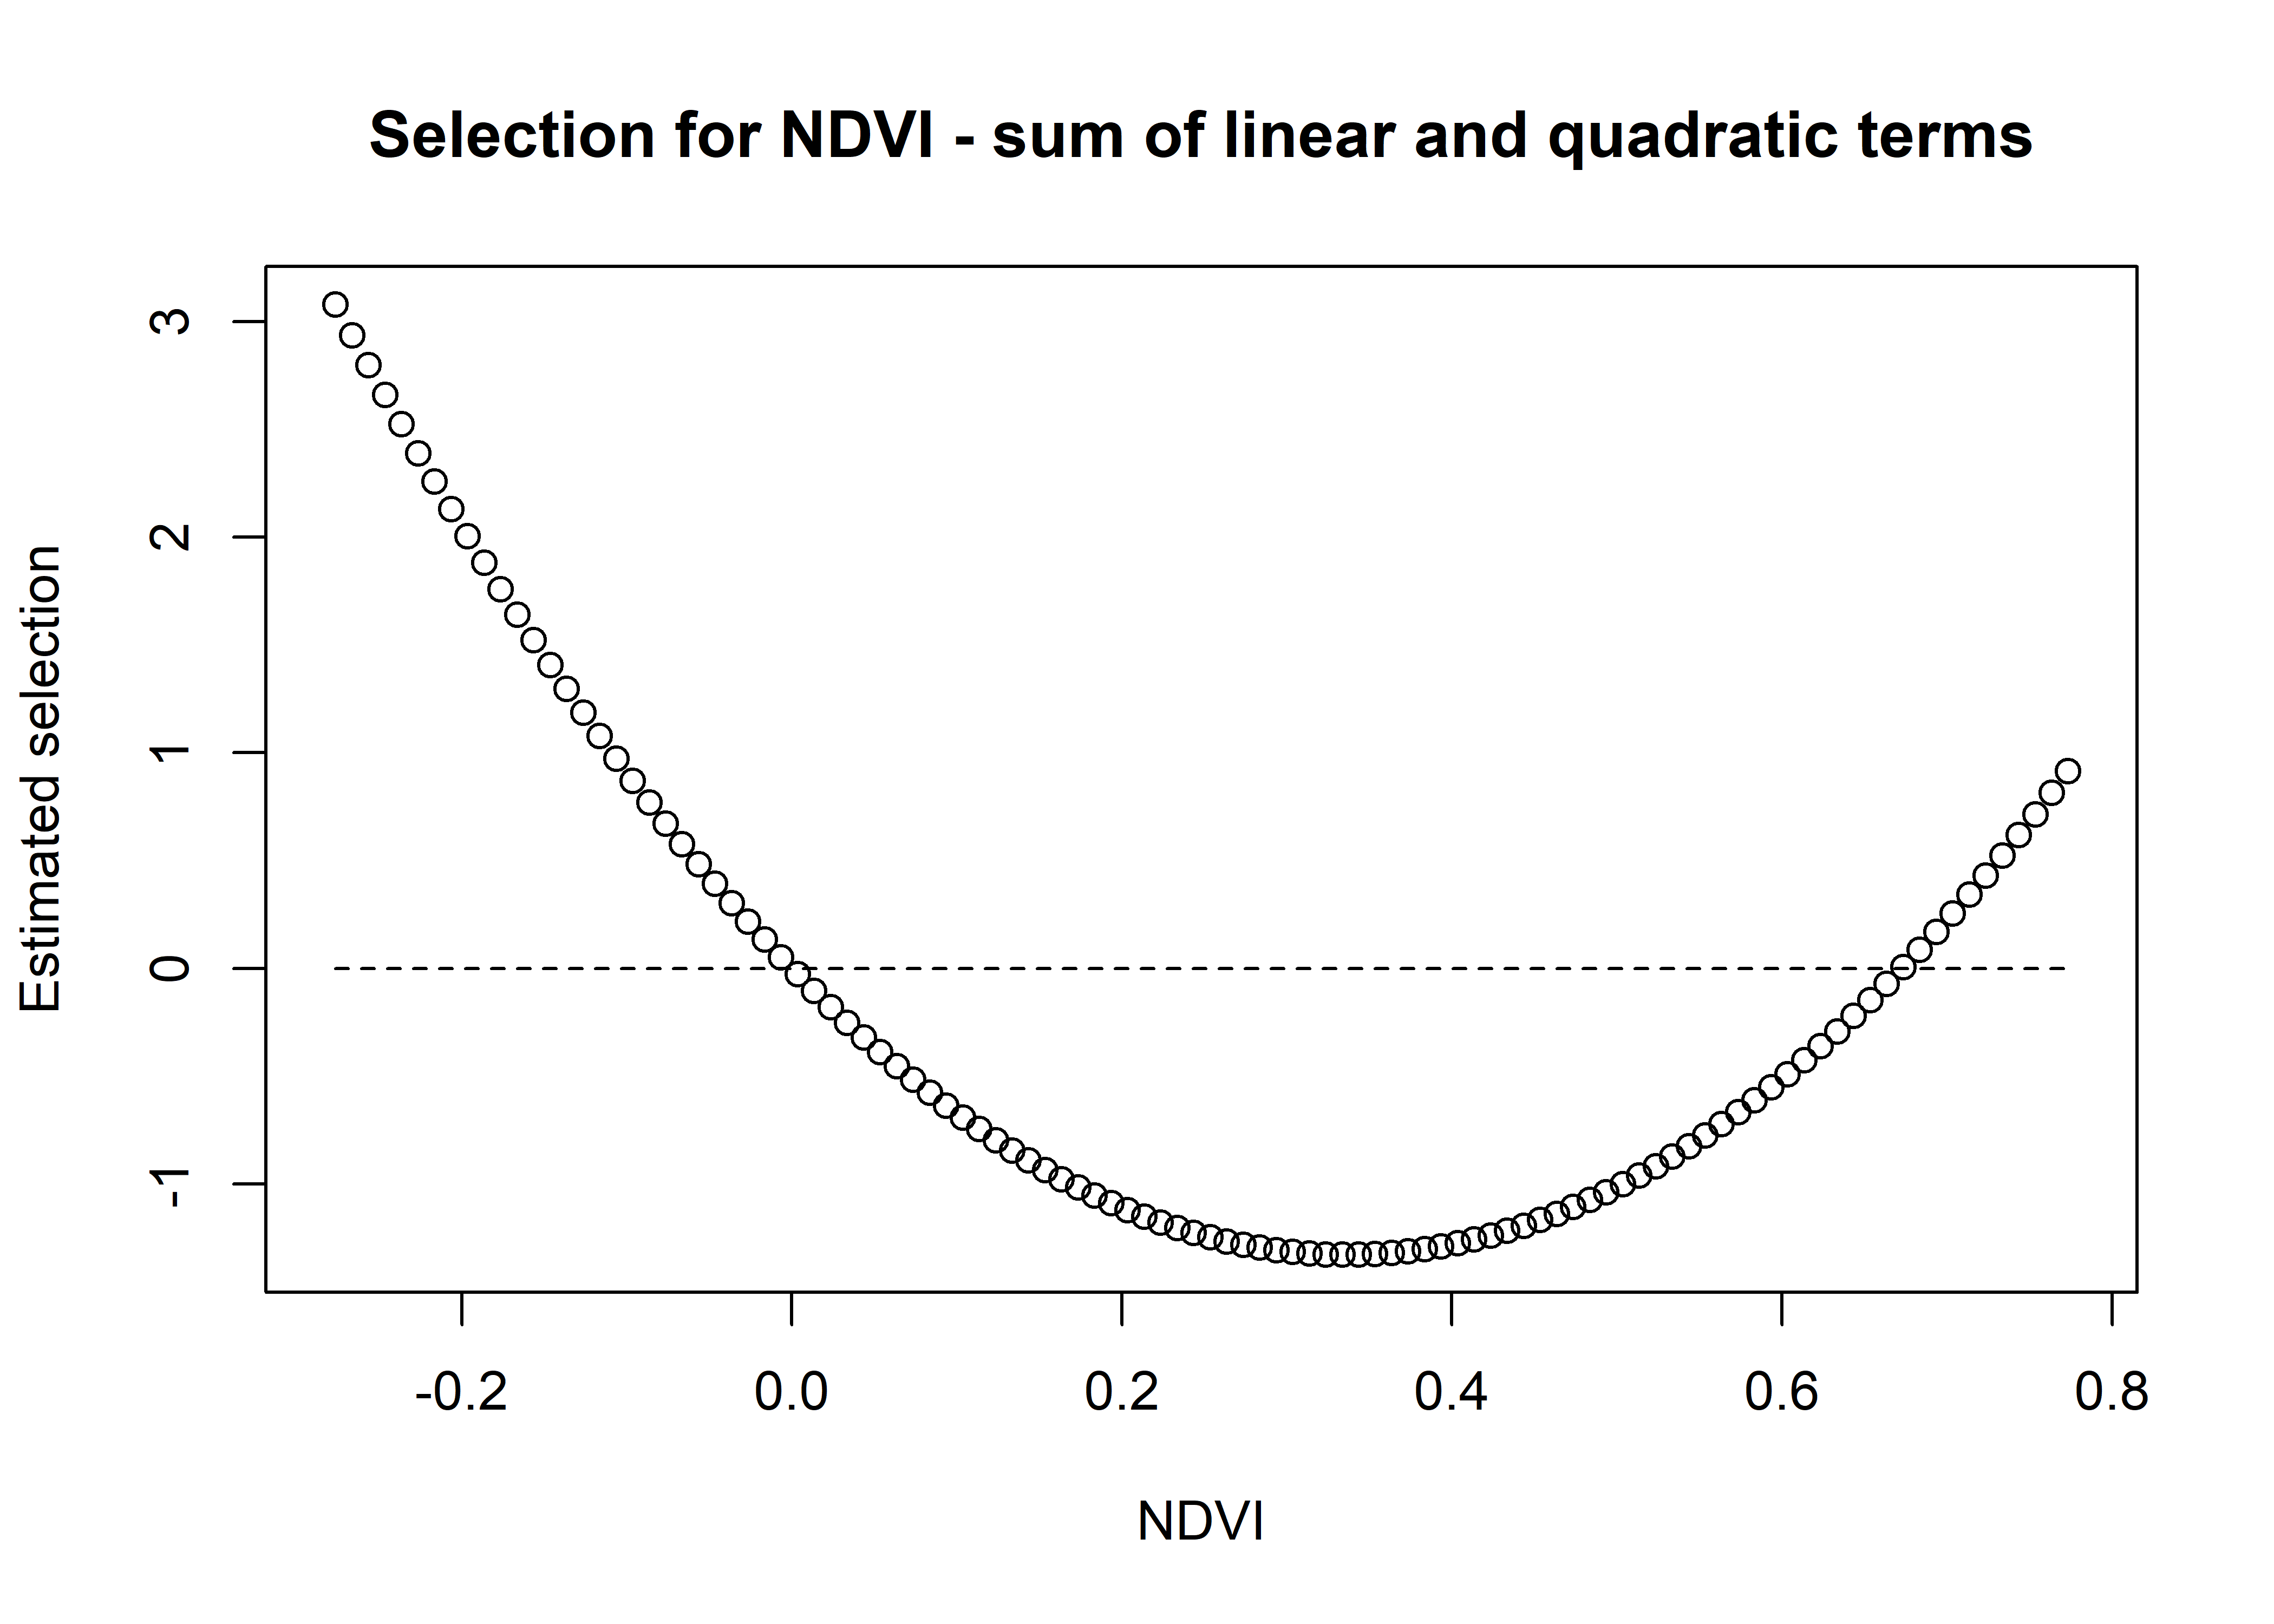 Selection for NDVI - sum of linear and quadratic terms
Estimated selection
3
2
1
0
-1
-0.2 0.0 0.2 0.4 0.6 0.8
NDVI